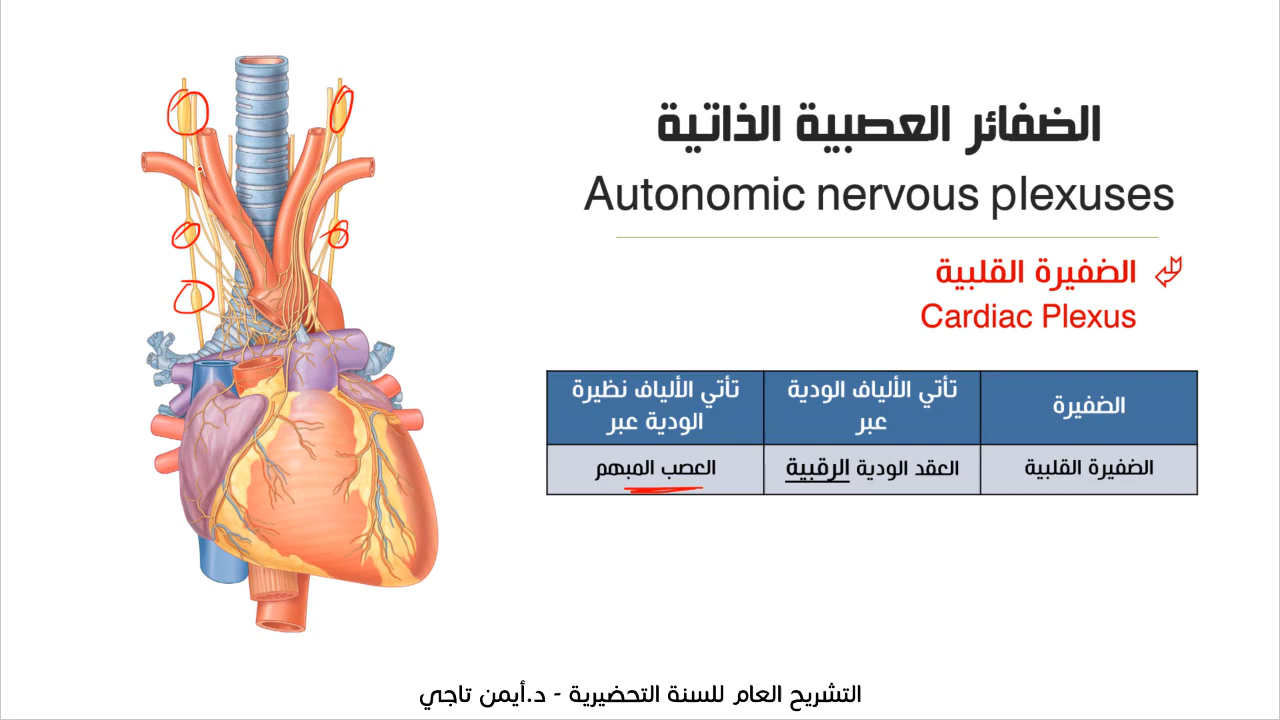 الضفائر العصبية الذاتية
Autonomic nervous plexuses
الضفيرة القلبية
Cardiac Plexus
الضفيرة
تأتي الألياف الودية
عبر
تأتي الألياف نظيرة
الودية عبر
الضفيرة القلبية
العقد الودية الرقبية
العصب المبهم
التشريح العام للسنة التحضيرية - د.أيمن تاجي